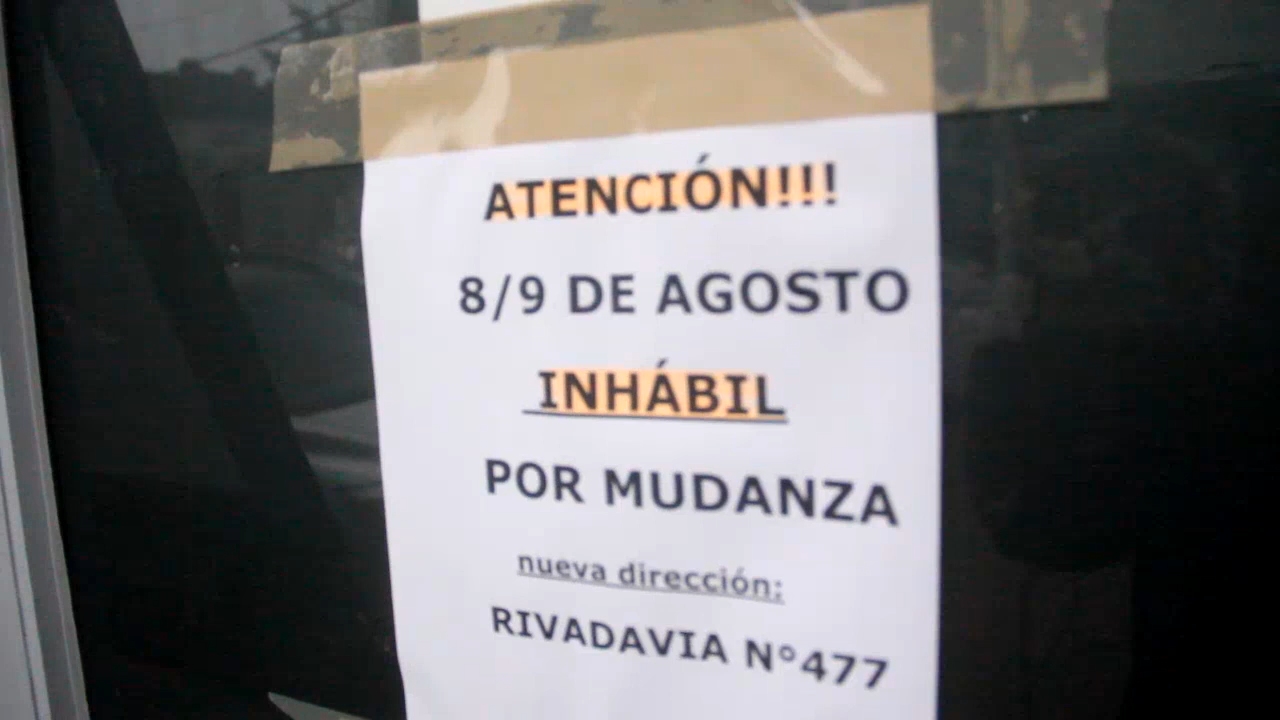 ATENCIÓN!!!
8/9 DE AGOSTO
INHÁBIL
POR MUDANZA
nueva dirección:
RIVADAVIA N°477